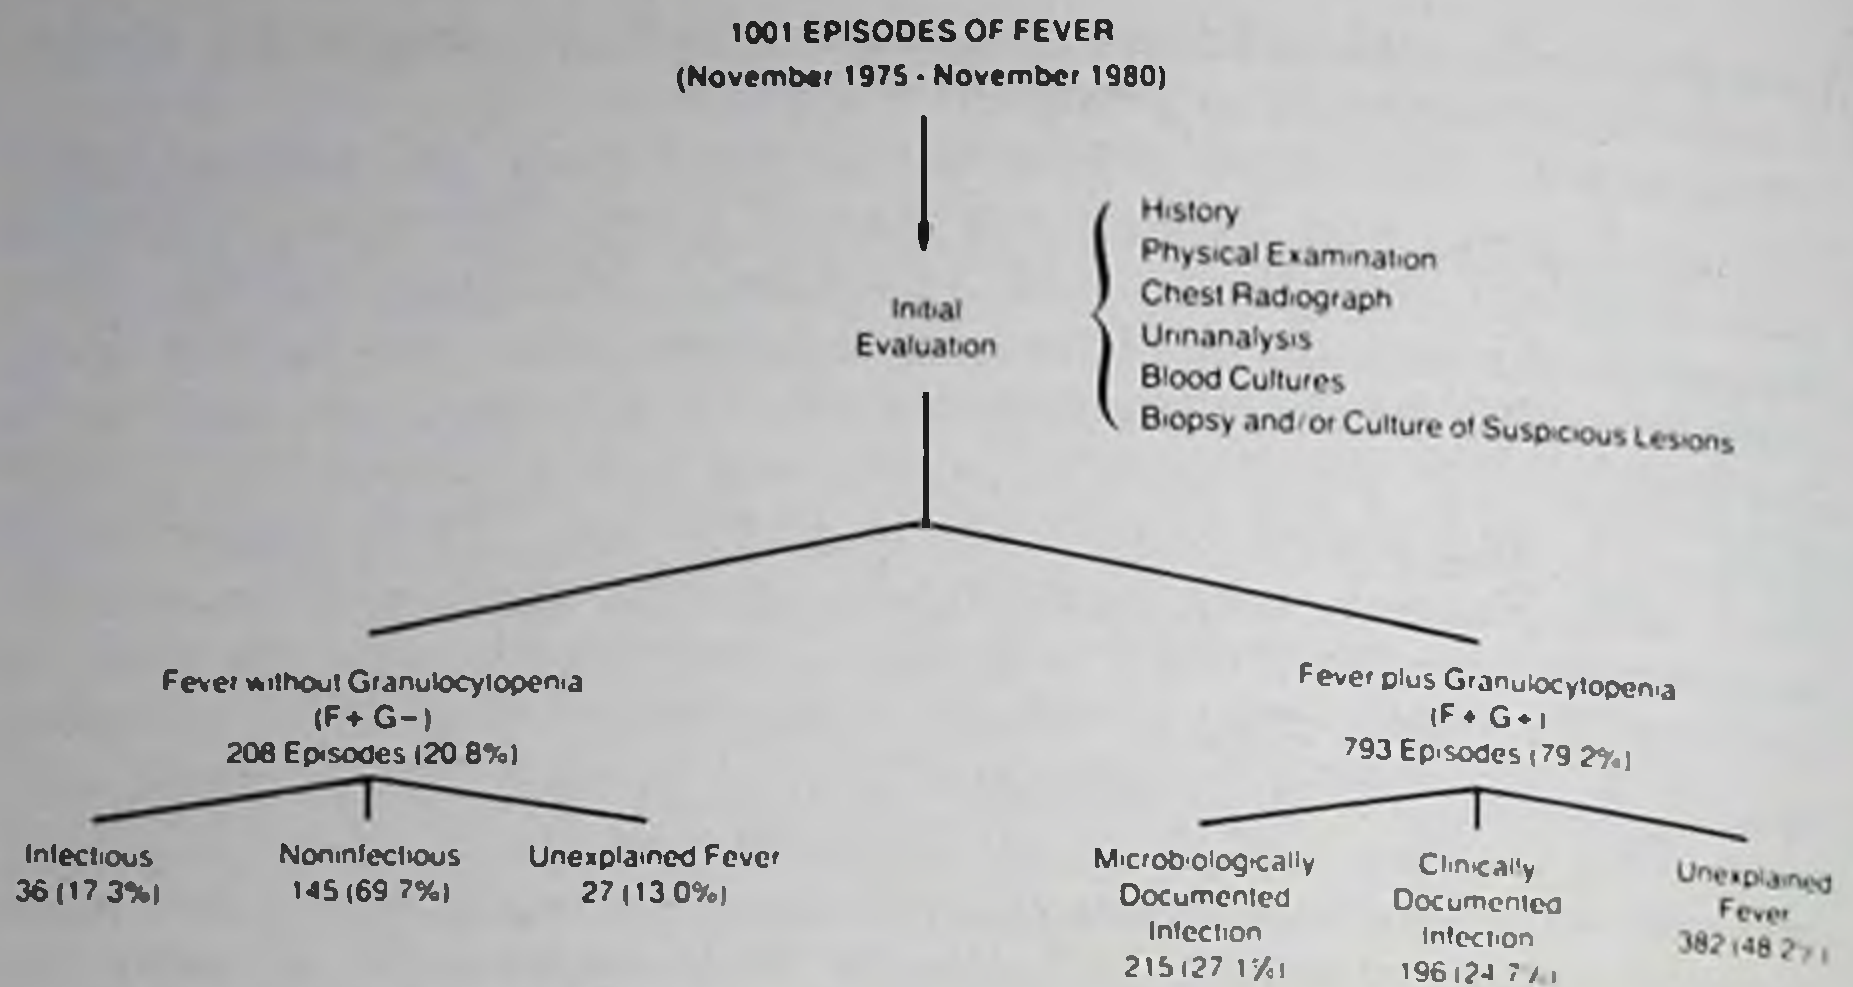 1001 EPISODES OF FEVER
(November 1975 - November 1980)
Initial
Evaluation
History
Physical Examination
Chest Radiograph
Urinanalysis
Blood Cultures
Biopsy and/or Culture of Suspicious Lesions
Fever without Granulocytopenia
(F + G-)
208 Episodes (20.8%)
Infectious
36 (17.3%)
Noninfectious
145 (69.7%)
Unexplained Fever
27 (13.0%)
Fever plus Granulocytopenia
(F + G+)
793 Episodes (79.2%)
Microbiologically
Documented
Infection
215 (27.1%)
Clinically
Documented
Infection
196 (24.7%)
Unexplained
Fever
382 (48.2%)